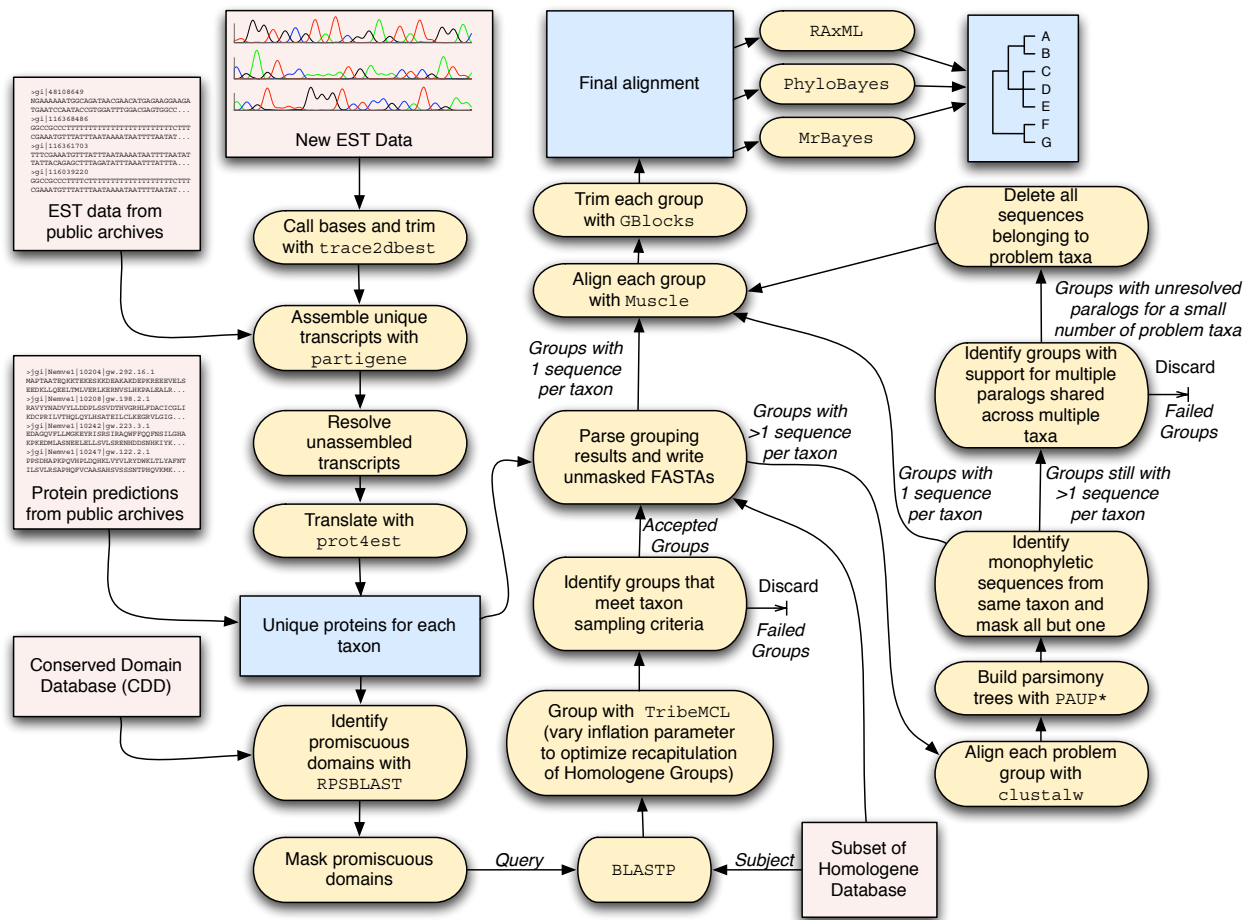 >gi|48108649
NGAAAAAATGGCAGATAACGAACATGAGAAGGAAGA
TGAATCCAATACCGTGGATTTGGACGAGTGGCC...
>gi|116368486
GGCCGCCCTTTTTTTTTTTTTTTTTTTTTTTTCTTT
CGAAATGTTTATTTAATAAAATAATTTTAATAT...
>gi|116361703
TTTCGAAATGTTTATTTAATAAAATAATTTTAATAT
TATTACAGAGCTTTAGATATTTAAATTTATTTA...
>gi|116039220
GGCCGCCCTTTTCTTTTTTTTTTTTTTTTTTTTCTTT
CGAAATGTTTATTTAATAAAATAATTTTAATAT...
EST data from
public archives
New EST Data
Call bases and trim
with trace2dbest
Assemble unique
transcripts with
partigene
Resolve
unassembled
transcripts
Translate with
prot4est
>jgi|Nemve1|10204|gw.292.16.1
MAPTAATEQKKTEKESKKDEAKAKDEPKREEEVELS
EEDKLLQEELTMLVERLKERNVSLHKPALEALR...
>jgi|Nemve1|10208|gw.198.2.1
RAVYYNADVYLLDDPLSSVDTHVGRHLFDACICGLI
KDCPRILVTHQLQYLHSATEILCLKEGRVLGIG...
>jgi|Nemve1|10242|gw.223.3.1
EDAGQVFLLMGKEYRISRSIRAQWFFQQFNSILGHA
KPKEDMLASNEELELLSVLSRENHDDSNHKIYK...
>jgi|Nemve1|10247|gw.122.2.1
PPSDHAPKPQVHPLDQHKLVYVLRYDWKLTLYAFNT
ILSVLRSAPHQFVCAASAHSVSSSNTPHQVKMK...
Protein predictions
from public archives
Unique proteins for each
taxon
Conserved Domain
Database (CDD)
Identify
promiscuous
domains with
RPSBLAST
Mask promiscuous
domains
Query
BLASTP
Subject
Subset of
Homologene
Database
Group with TribeMCL
(vary inflation parameter
to optimize recapitulation
of Homologene Groups)
Identify groups that
meet taxon
sampling criteria
Discard
Failed
Groups
Accepted
Groups
Parse grouping
results and write
unmasked FASTAs
Groups with
1 sequence
per taxon
Groups with
>1 sequence
per taxon
Align each problem
group with
clustalw
Build parsimony
trees with PAUP*
Identify
monophyletic
sequences from
same taxon and
mask all but one
Groups with
1 sequence
per taxon
Groups still with
>1 sequence
per taxon
Identify groups with
support for multiple
paralogs shared
across multiple
taxa
Discard
Failed
Groups
Groups with unresolved
paralogs for a small
number of problem taxa
Delete all
sequences
belonging to
problem taxa
Align each group
with Muscle
Trim each group
with GBlocks
Final alignment
RAxML
PhyloBayes
MrBayes
A
B
C
D
E
F
G